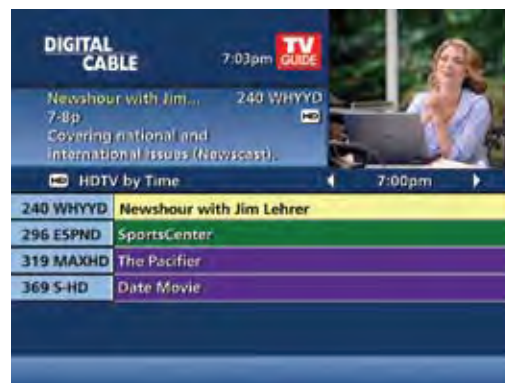 DIGITAL
CABLE
7:03pm
TV
GUIDE
Newshour with Jim... 240 WHYYD
7-8p HD
Covering national and
international issues (Newscast).
HD HDTV by Time 7:00pm
240 WHYYD Newshour with Jim Lehrer
296 ESPND SportsCenter
319 MAXHD The Pacifier
369 S-HD Date Movie